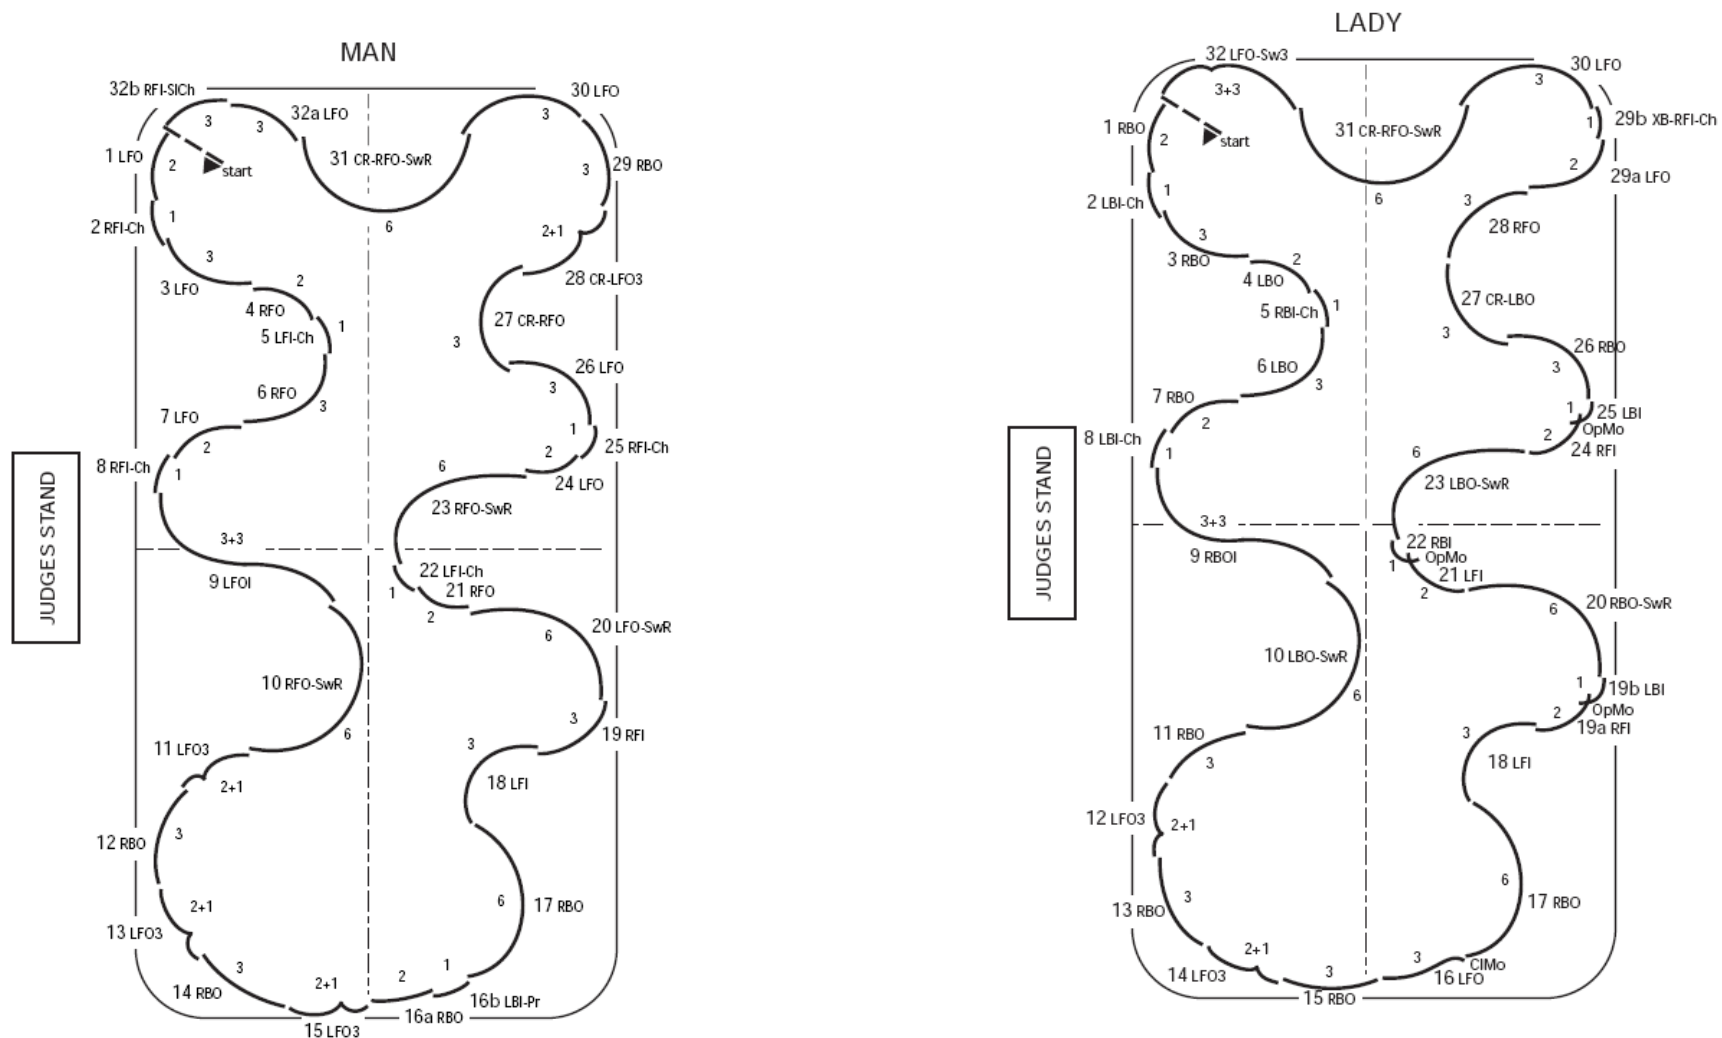 MAN
32b RFI-SlCh
3
3
32a LFO
30 LFO
3
1 LFO
2
start
31 CR-RFO-SwR
6
3
29 RBO
2 RFI-Ch
1
3
3 LFO
2
4 RFO
5 LFI-Ch
1
2+1
28 CR-LFO3
27 CR-RFO
3
6 RFO
3
26 LFO
3
7 LFO
2
1
25 RFI-Ch
8 RFI-Ch
1
2
24 LFO
6
23 RFO-SwR
JUDGES STAND
3+3
9 LFOI
22 LFI-Ch
1
21 RFO
2
20 LFO-SwR
6
10 RFO-SwR
6
3
19 RFI
11 LFO3
2+1
3
18 LFI
12 RBO
3
2+1
13 LFO3
6
17 RBO
3
14 RBO
2+1
15 LFO3
2
1
16b LBI-Pr
16a RBO
LADY
32 LFO-Sw3
3+3
30 LFO
3
1 RBO
2
start
31 CR-RFO-SwR
6
1
29b XB-RFI-Ch
2
29a LFO
2 LBI-Ch
1
3
3 RBO
2
4 LBO
5 RBI-Ch
1
3
28 RFO
27 CR-LBO
3
6 LBO
3
26 RBO
3
7 RBO
2
1
25 LBI
OpMo
8 LBI-Ch
1
2
24 RFI
6
23 LBO-SwR
JUDGES STAND
3+3
9 RBOI
22 RBI
OpMo
1
21 LFI
2
20 RBO-SwR
6
10 LBO-SwR
6
1
19b LBI
OpMo
2
19a RFI
11 RBO
3
3
18 LFI
12 LFO3
2+1
3
13 RBO
6
17 RBO
2+1
14 LFO3
3
15 RBO
3
ClMo
16 LFO